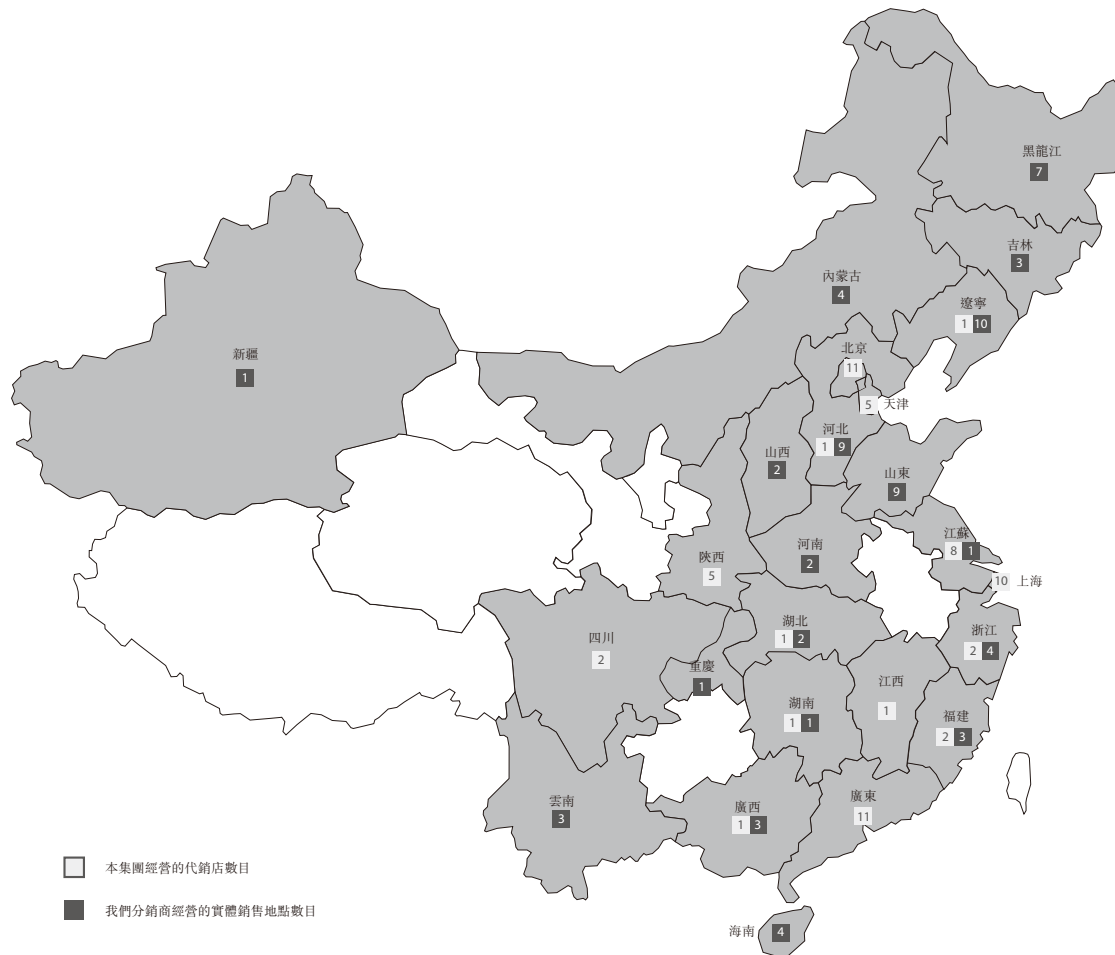 黑龍江
7
吉林
3
內蒙古
4
遼寧
1 10
新疆
1
北京
11
5 天津
河北
1 9
山西
2
山東
9
江蘇
8 1
河南
2
陝西
5
10 上海
湖北
1 2
浙江
2 4
四川
2
重慶
1
江西
1
湖南
1 1
福建
2 3
雲南
3
廣西
1 3
廣東
11
本集團經營的代銷店數目
我們分銷商經營的實體銷售地點數目
海南 4